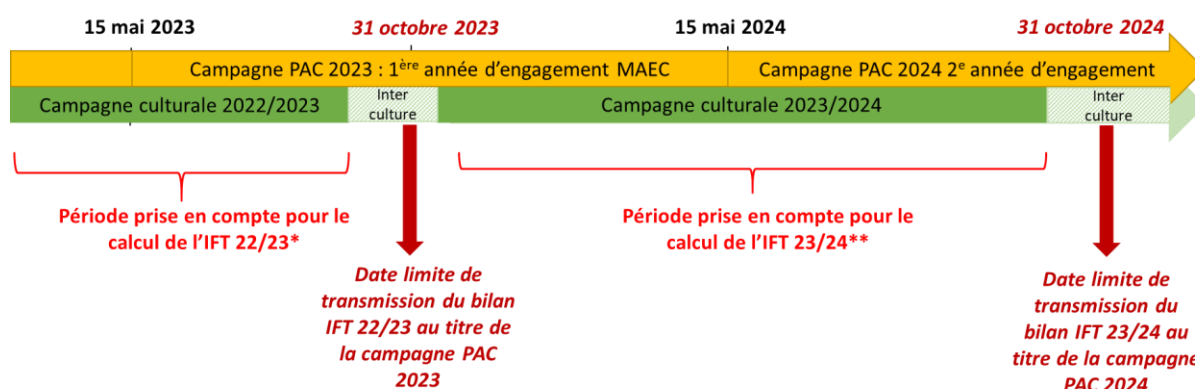 15 mai 2023
31 octobre 2023
15 mai 2024
31 octobre 2024
Campagne PAC 2023 : 1ère année d’engagement MAEC
Campagne PAC 2024 2e année d’engagement
Campagne culturale 2022/2023
Inter
culture
Campagne culturale 2023/2024
Inter
culture
Période prise en compte pour le
calcul de l’IFT 22/23*
Période prise en compte pour le
calcul de l’IFT 23/24**
Date limite de
transmission du bilan
IFT 22/23 au titre de
la campagne PAC
2023
Date limite de
transmission du
bilan IFT 23/24 au
titre de la campagne
PAC 2024